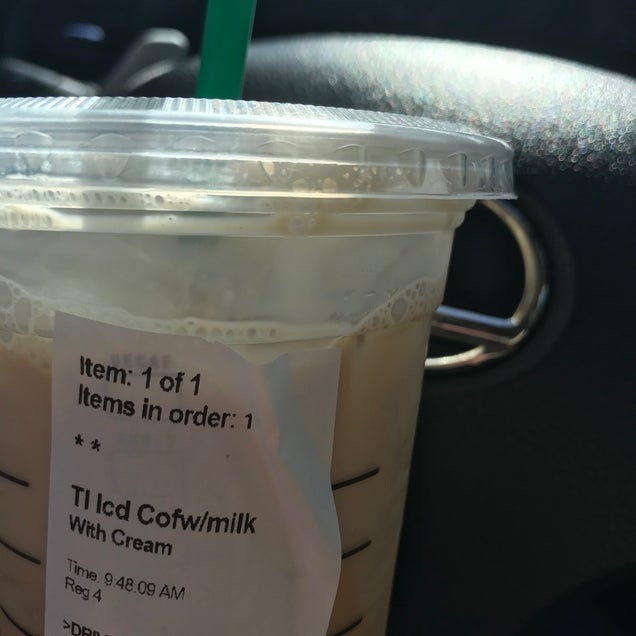 Item: 1 of 1
Items in order: 1
* *
Tl Icd Cofw/milk
With Cream
Time: 9:48:09 AM
Reg 4